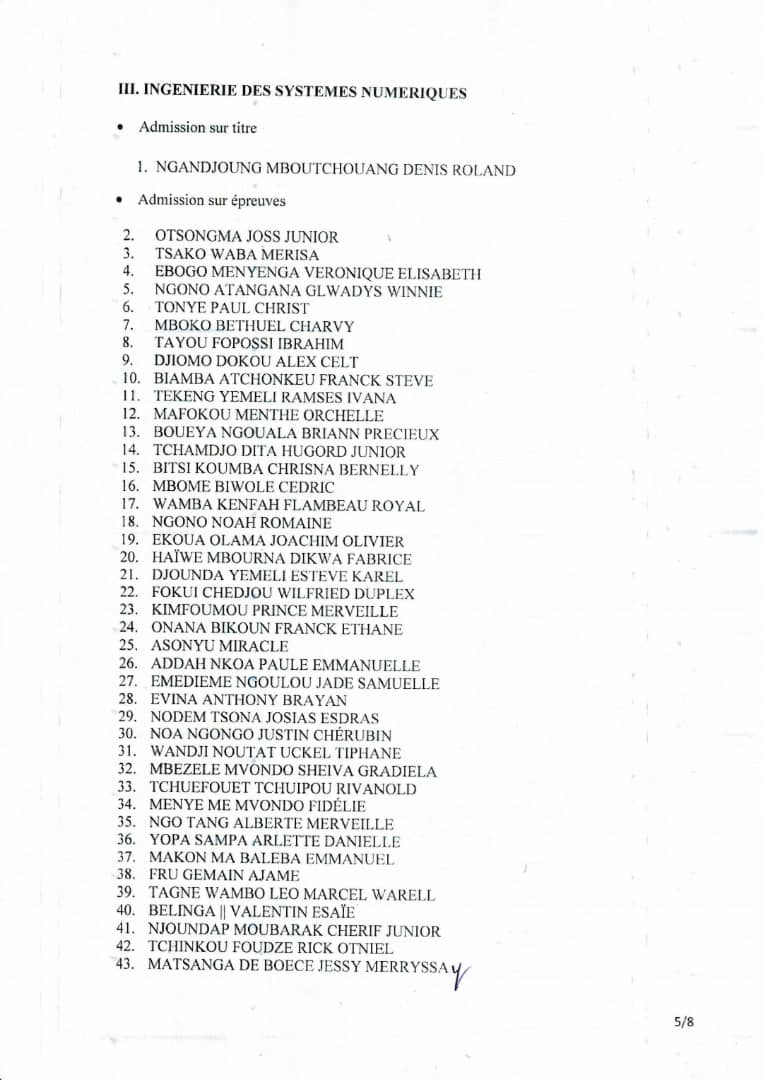 III. INGENIERIE DES SYSTEMES NUMERIQUES
• Admission sur titre
1. NGANDJOUNG MBOUTCHOUANG DENIS ROLAND
• Admission sur épreuves
2. OTSONGMA JOSS JUNIOR
3. TSAKO WABA MERISA
4. EBOGO MENYENGA VERONIQUE ELISABETH
5. NGONO ATANGANA GLWADYS WINNIE
6. TONYE PAUL CHRIST
7. MBOKO BETHUEL CHARVY
8. TAYOU FOPOSSI IBRAHIM
9. DJIOMO DOKOU ALEX CELT
10. BIAMBA ATCHONKEU FRANCK STEVE
11. TEKENG YEMELI RAMSES IVANA
12. MAFOKOU MENTHE ORCHELLE
13. BOUEYA NGOUALA BRIANN PRECIEUX
14. TCHAMDJO DITA HUGORD JUNIOR
15. BITSI KOUMBA CHRISNA BERNELLY
16. MBOME BIWOLE CEDRIC
17. WAMBA KENFAH FLAMBEAU ROYAL
18. NGONO NOAH ROMAINE
19. EKOUA OLAMA JOACHIM OLIVIER
20. HAÏWE MBOURNA DIKWA FABRICE
21. DJOUNDA YEMELI ESTEVE KAREL
22. FOKUI CHEDJOU WILFRIED DUPLEX
23. KIMFOUMOU PRINCE MERVEILLE
24. ONANA BIKOUN FRANCK ETHANE
25. ASONYU MIRACLE
26. ADDAH NKOA PAULE EMMANUELLE
27. EMEDIEME NGOULOU JADE SAMUELLE
28. EVINA ANTHONY BRAYAN
29. NODEM TSONA JOSIAS ESDRAS
30. NOA NGONGO JUSTIN CHÉRUBIN
31. WANDJI NOUTAT UCKEL TIPHANE
32. MBEZELE MVONDO SHEIVA GRADIELA
33. TCHUEFOUET TCHUIPOU RIVANOLD
34. MENYE ME MVONDO FIDÉLIE
35. NGO TANG ALBERTE MERVEILLE
36. YOPA SAMPA ARLETTE DANIELLE
37. MAKON MA BALEBA EMMANUEL
38. FRU GEMAIN AJAME
39. TAGNE WAMBO LEO MARCEL WARELL
40. BELINGA || VALENTIN ESAÏE
41. NJOUNDAP MOUBARAK CHERIF JUNIOR
42. TCHINKOU FOUDZE RICK OTNIEL
43. MATSANGA DE BOECE JESSY MERRYSSA
5/8